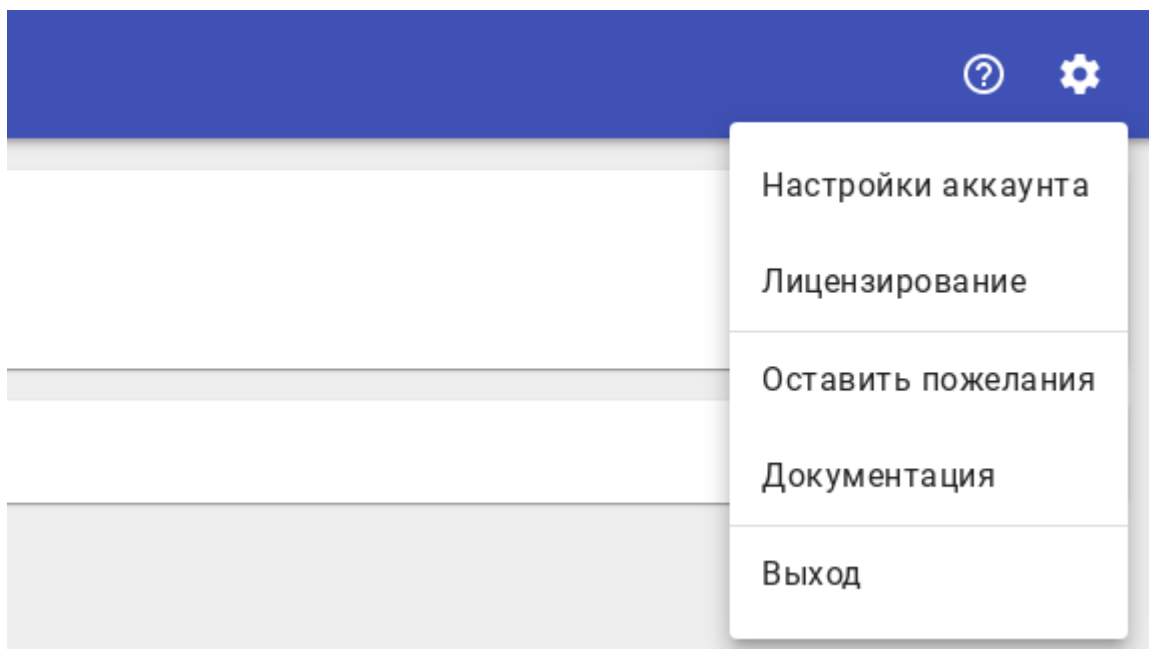 Настройки аккаунта
Лицензирование
Оставить пожелания
Документация
Выход